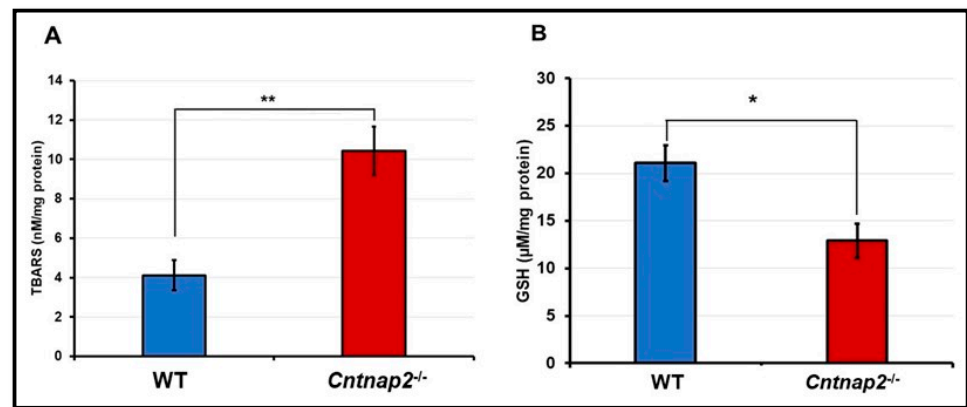 A
TBARS (nM/mg protein)
14
12
10
8
6
4
2
0
**
WT
Cntnap2-/-
B
GSH (µM/mg protein)
30
25
20
15
10
5
0
*
WT
Cntnap2-/-